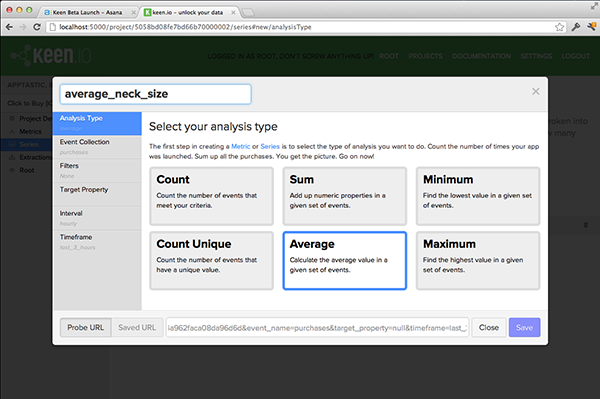 Keen Beta Launch – Asana
keen.io – unlock your data
localhost:5000/project/5058bd08fe7bd66b70000002/series#new/analysisType
keen.io
LOGGED IN AS ROOT, DON'T SCREW ANYTHING UP!
ROOT
PROJECTS
DOCUMENTATION
SETTINGS
LOGOUT
average_neck_size
×
Click to Buy
Project De
Metrics
Series
Extractions
Root
Analysis Type
average
Event Collection
purchases
Filters
None
Target Property
Interval
hourly
Timeframe
last_3_hours
Select your analysis type
The first step in creating a Metric or Series is to select the type of analysis you want to do. Count the number of times your app
was launched. Sum up all the purchases. You get the picture. Go on now!
Count
Count the number of events that
meet your criteria.
Sum
Add up numeric properties in a
given set of events.
Minimum
Find the lowest value in a given set
of events.
Count Unique
Count the number of events that
have a unique value.
Average
Calculate the average value in a
given set of events.
Maximum
Find the highest value in a given
set of events.
broken into
many
Probe URL
Saved URL
ia962faca08da96d6d&event_name=purchases&target_property=null&timeframe=last_
Close
Save